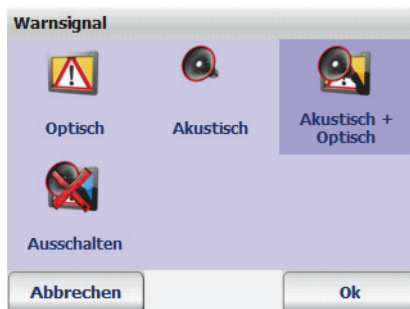 Warnsignal
Optisch
Akustisch
Akustisch +
Optisch
Ausschalten
Abbrechen
Ok